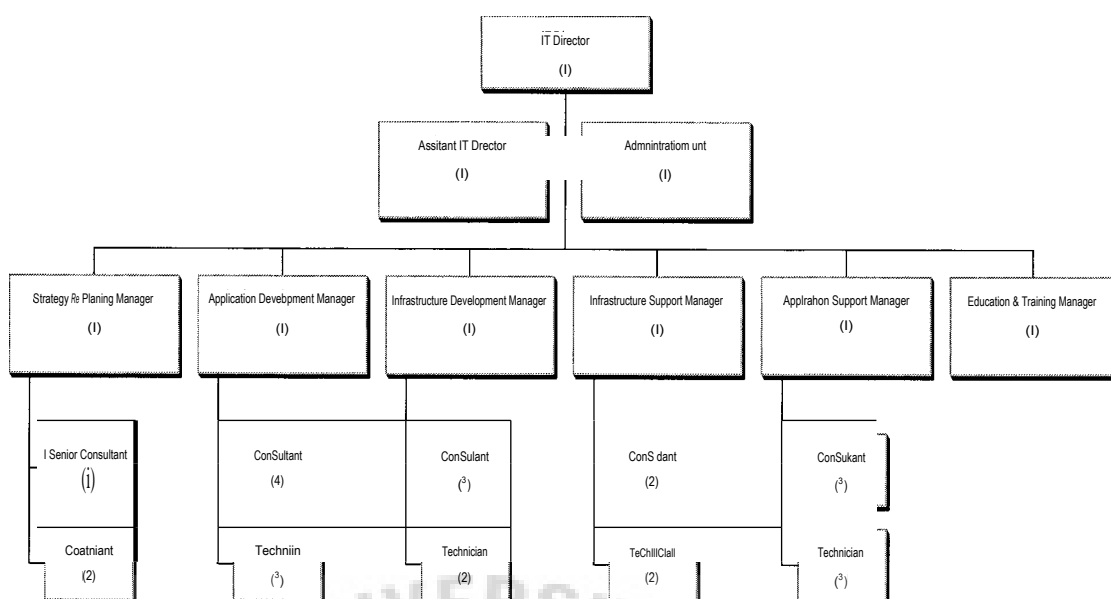 IT Director
(I)
Assitant IT Drector
(I)
Admnintratiom unt
(I)
Strategy Re Planing Manager
(I)
Application Devebpment Manager
(I)
Infrastructure Development Manager
(I)
Infrastructure Support Manager
(I)
Applrahon Support Manager
(I)
Education & Training Manager
(I)
I Senior Consultant
(i)
ConSultant
(4)
ConSulant
(3)
ConS dant
(2)
ConSukant
(3)
Coatniant
(2)
Techniin
(3)
Technician
(2)
TeChIIIClaII
(2)
Technician
(3)